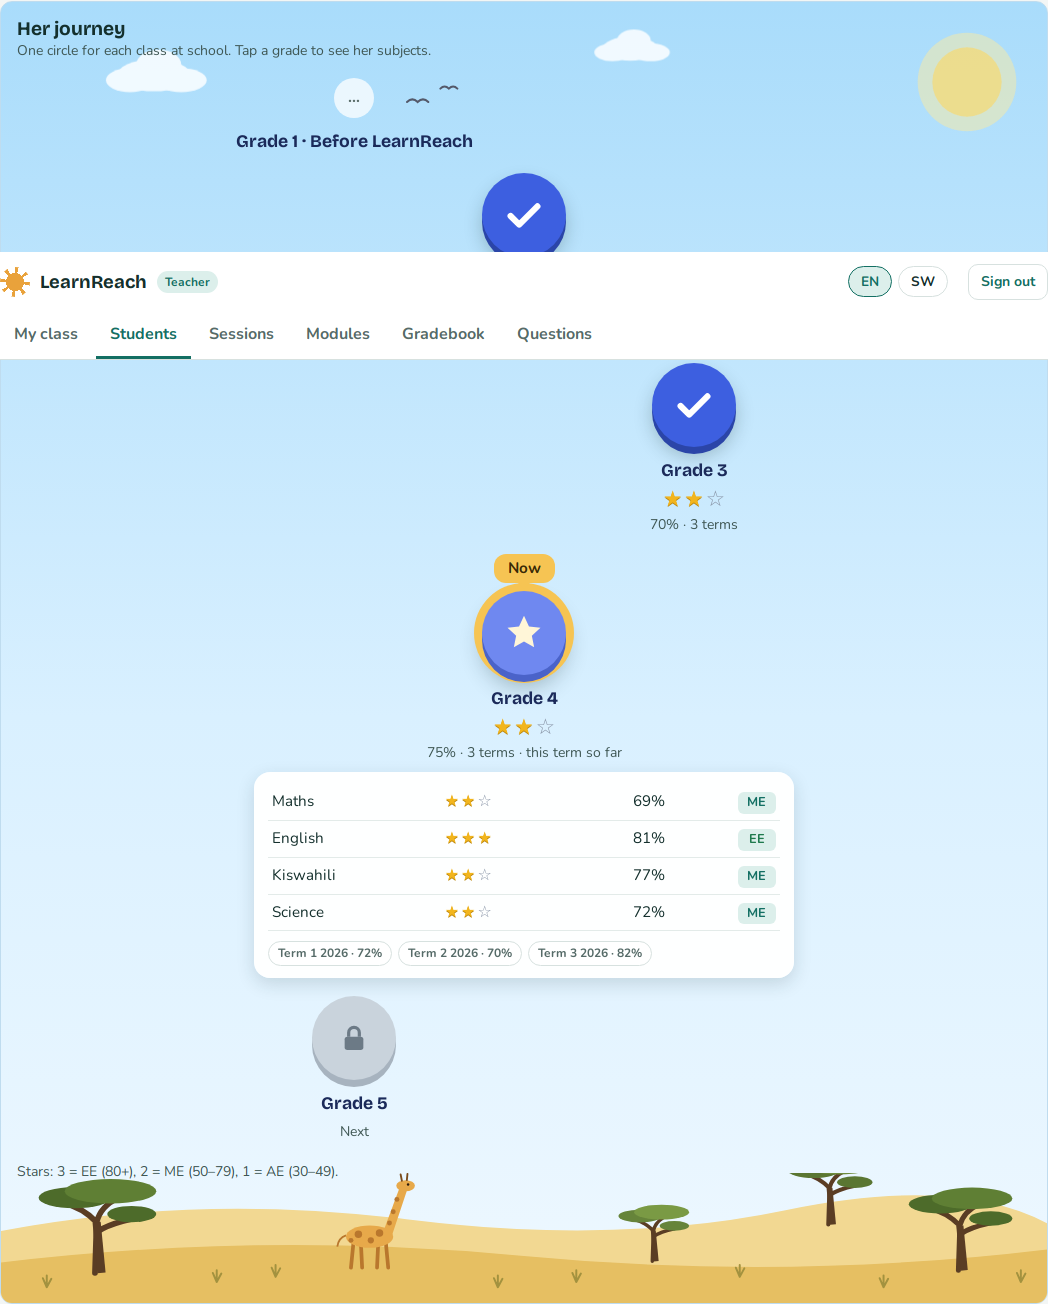 Her journey
One circle for each class at school. Tap a grade to see her subjects.
...
Grade 1 · Before LearnReach
LearnReach Teacher EN SW Sign out
My class Students Sessions Modules Gradebook Questions
Grade 3
70% · 3 terms
Now
Grade 4
75% · 3 terms · this term so far
Maths 69% ME
English 81% EE
Kiswahili 77% ME
Science 72% ME
Term 1 2026 · 72% Term 2 2026 · 70% Term 3 2026 · 82%
Grade 5
Next
Stars: 3 = EE (80+), 2 = ME (50–79), 1 = AE (30–49).